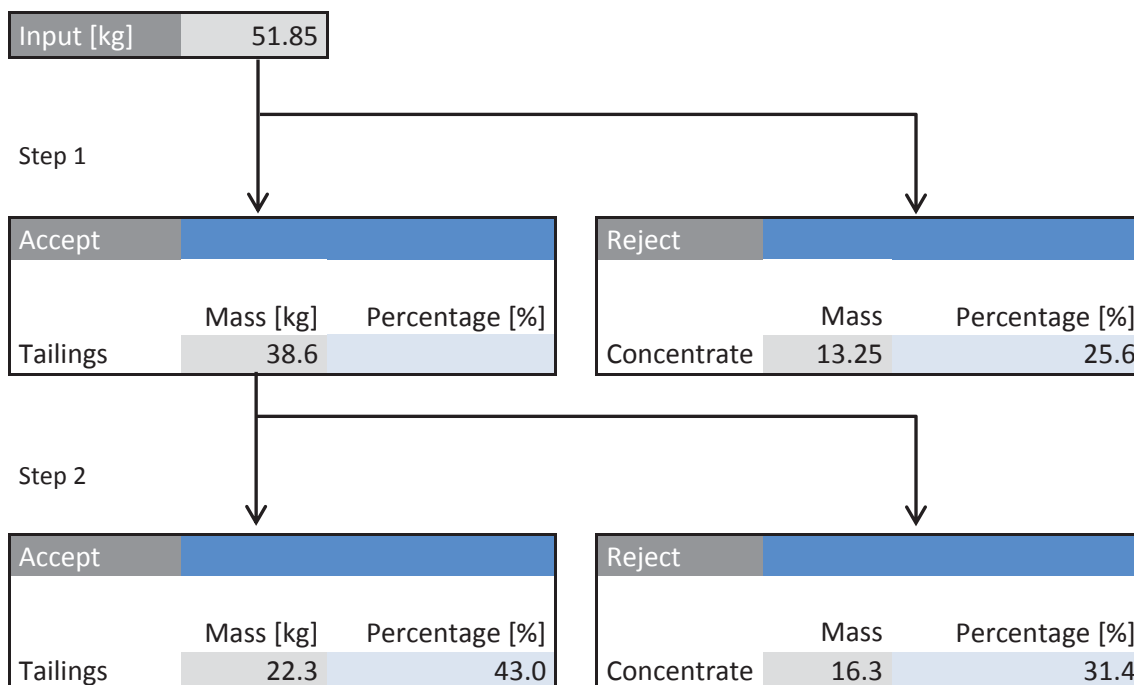 Input [kg] 51.85
Step 1
Accept
Mass [kg] Percentage [%]
Tailings 38.6
Reject
Mass Percentage [%]
Concentrate 13.25 25.6
Step 2
Accept
Mass [kg] Percentage [%]
Tailings 22.3 43.0
Reject
Mass Percentage [%]
Concentrate 16.3 31.4